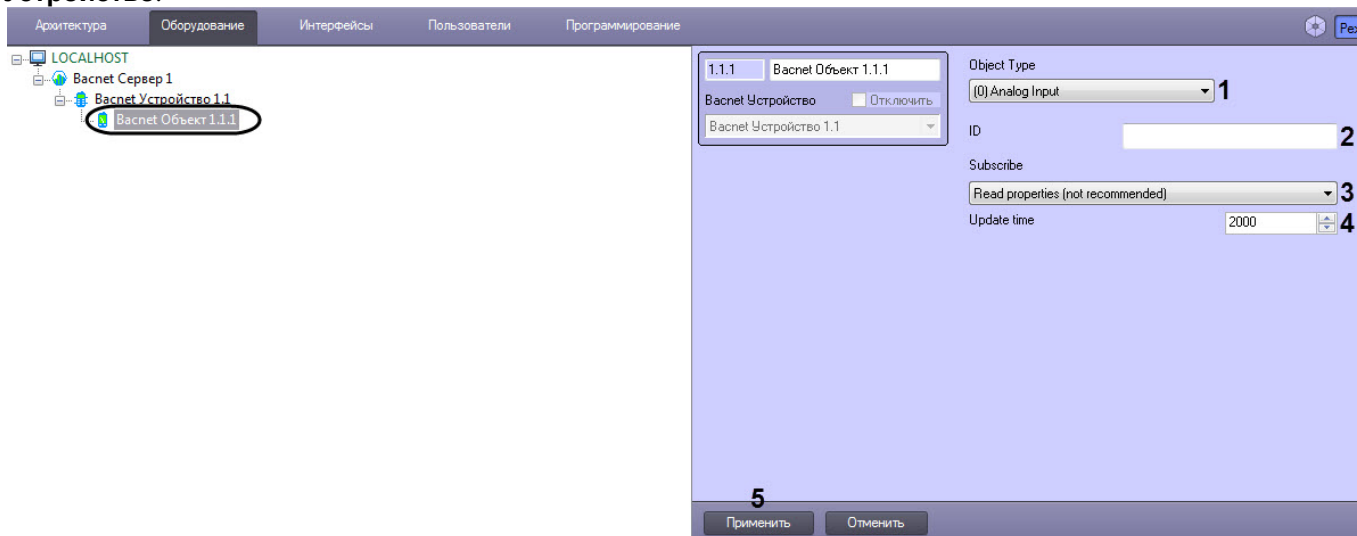 Архитектура Оборудование Интерфейсы Пользователи Программирование
LOCALHOST
Bacnet Сервер 1
Bacnet Устройство 1.1
Bacnet Объект 1.1.1
1.1.1 Bacnet Объект 1.1.1
Bacnet Устройство Отключить
Bacnet Устройство 1.1
Object Type
(0) Analog Input 1
ID 2
Subscribe
Read properties (not recommended) 3
Update time 2000 4
5
Применить Отменить